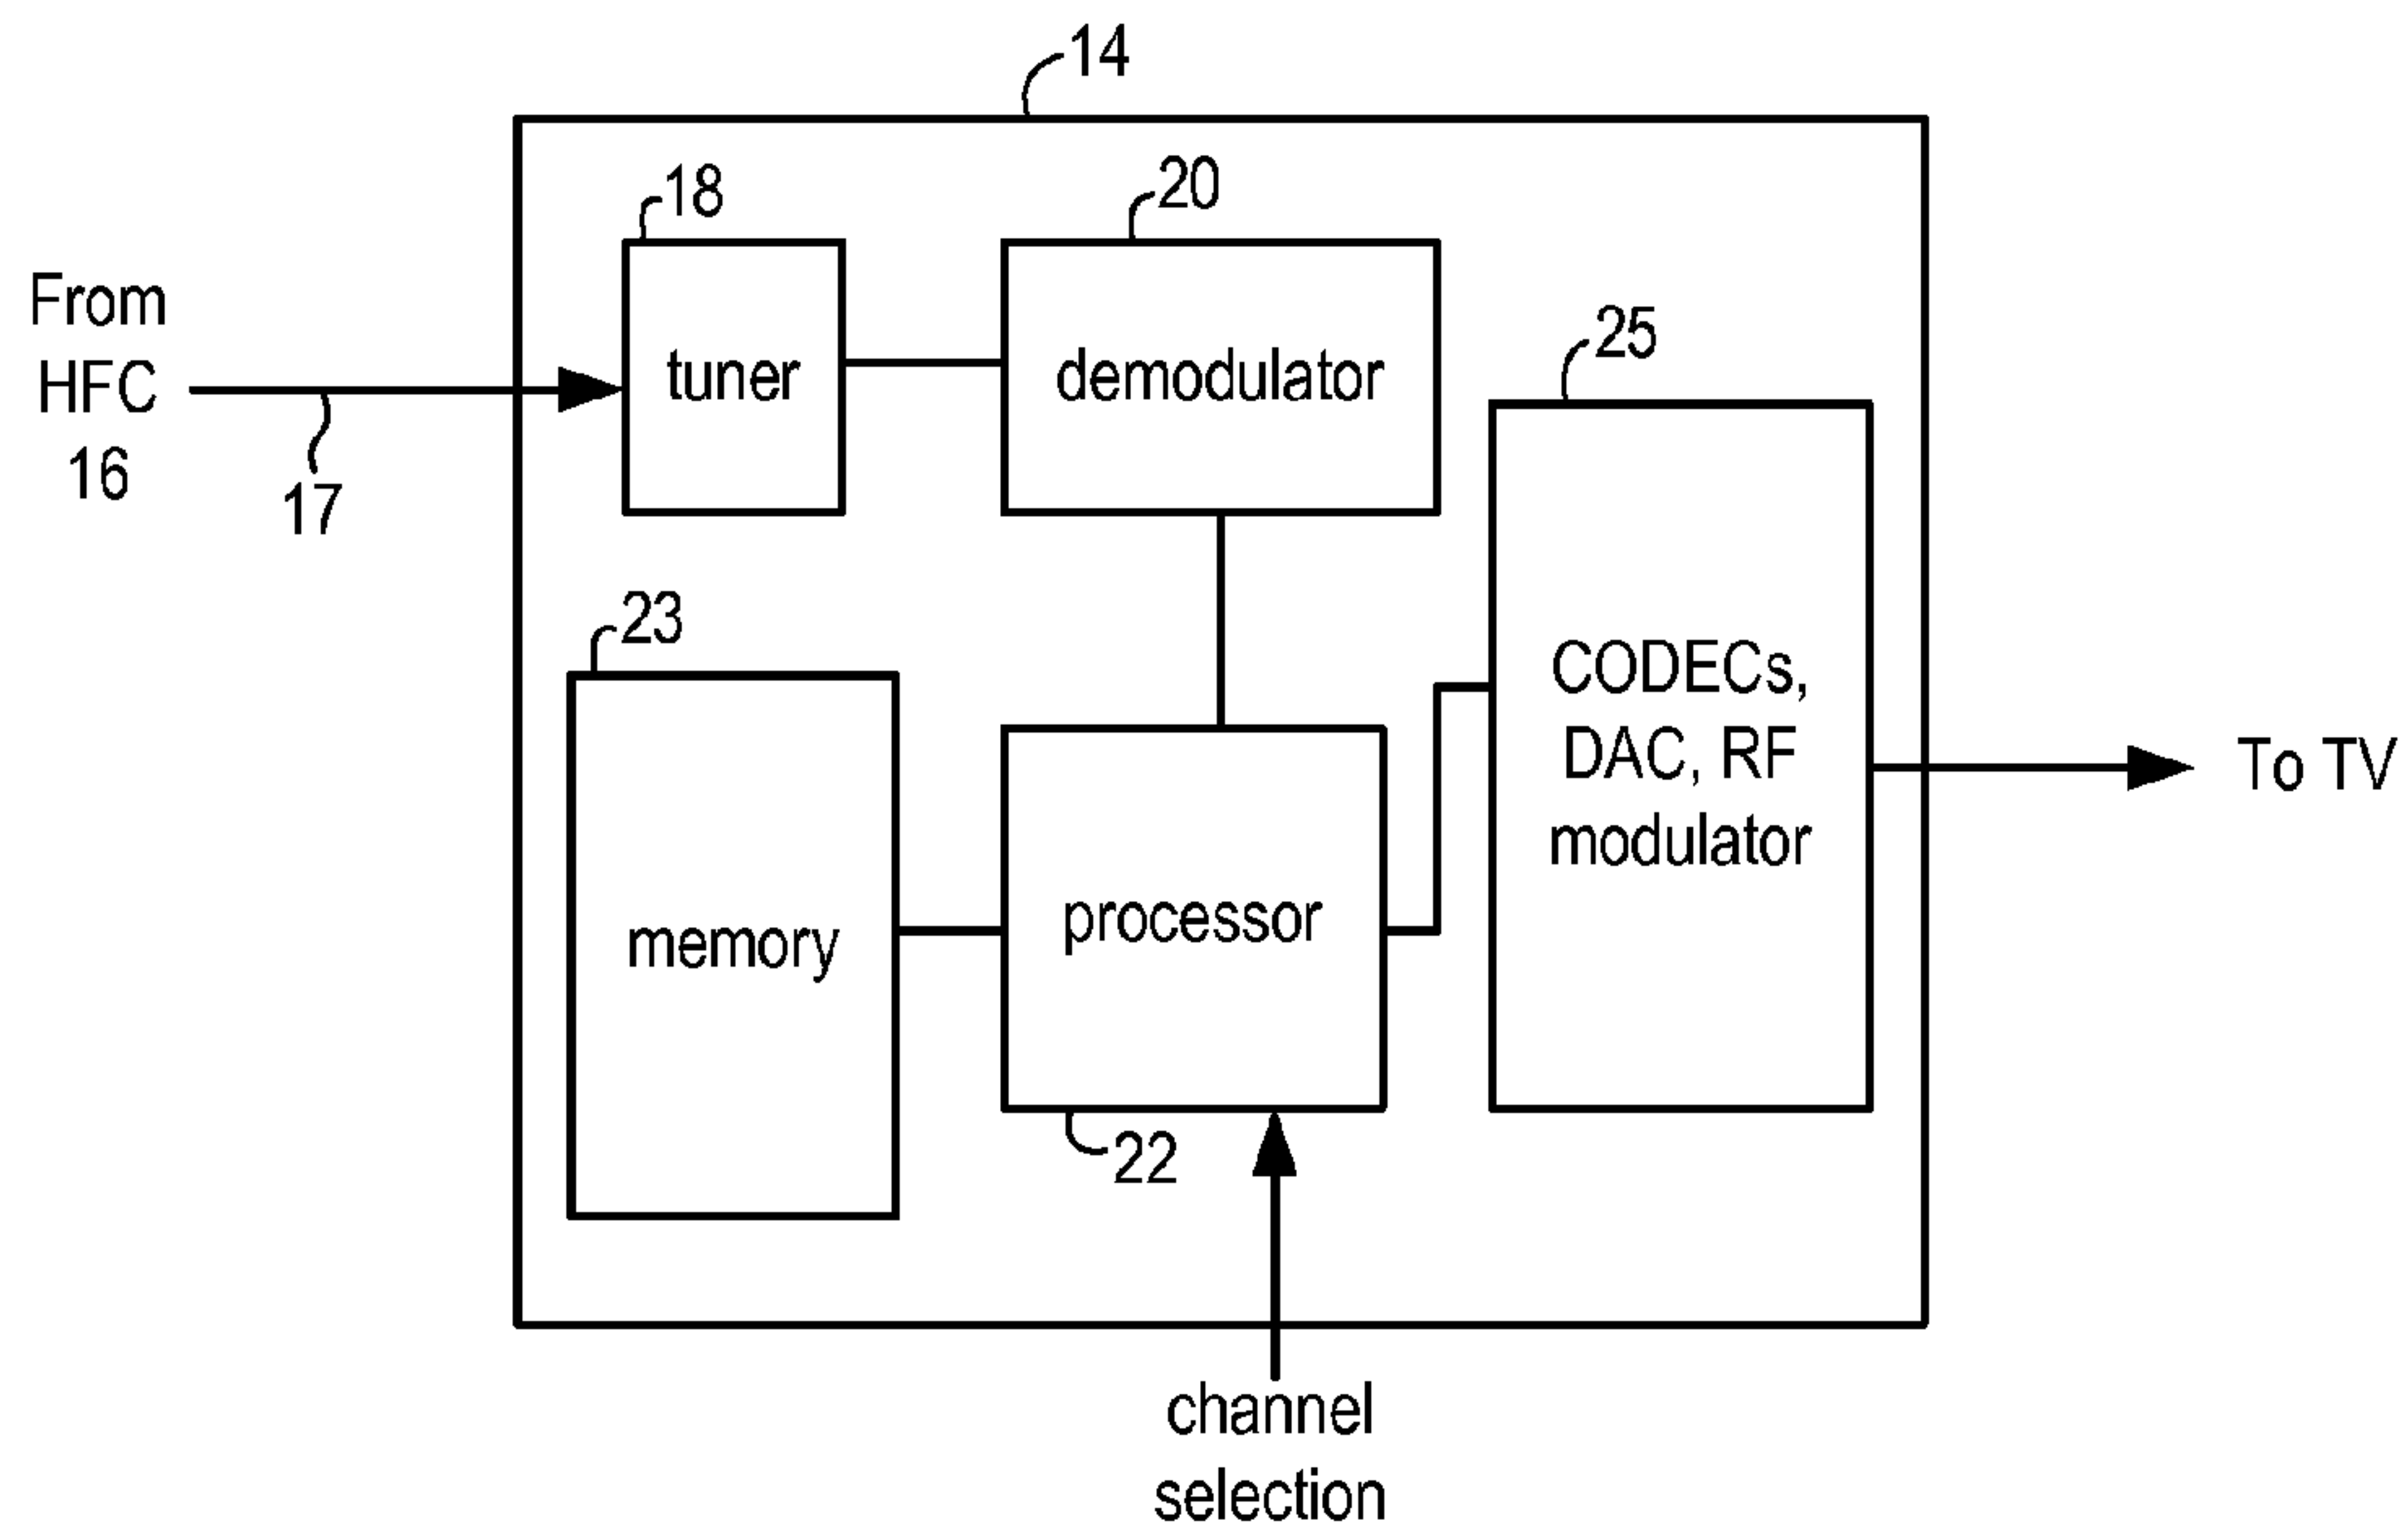 14
18
20
From
HFC
16
17
tuner
demodulator
25
23
CODECs,
DAC, RF
modulator
To TV
memory
processor
22
channel
selection